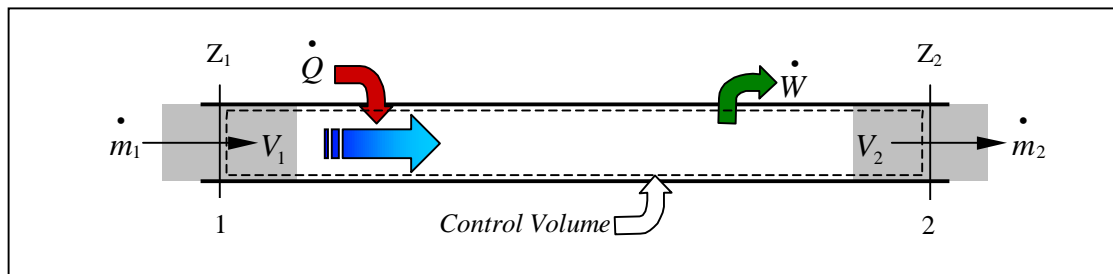 Z₁ Q̇ Ẇ Z₂
ṁ₁ V₁ V₂ ṁ₂
1 Control Volume 2